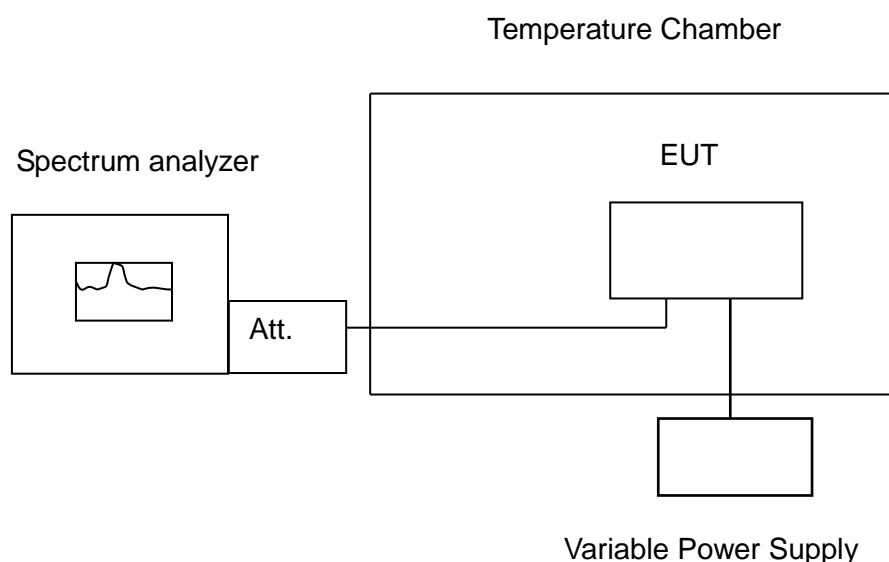 Temperature Chamber
Spectrum analyzer
EUT
Att.
Variable Power Supply